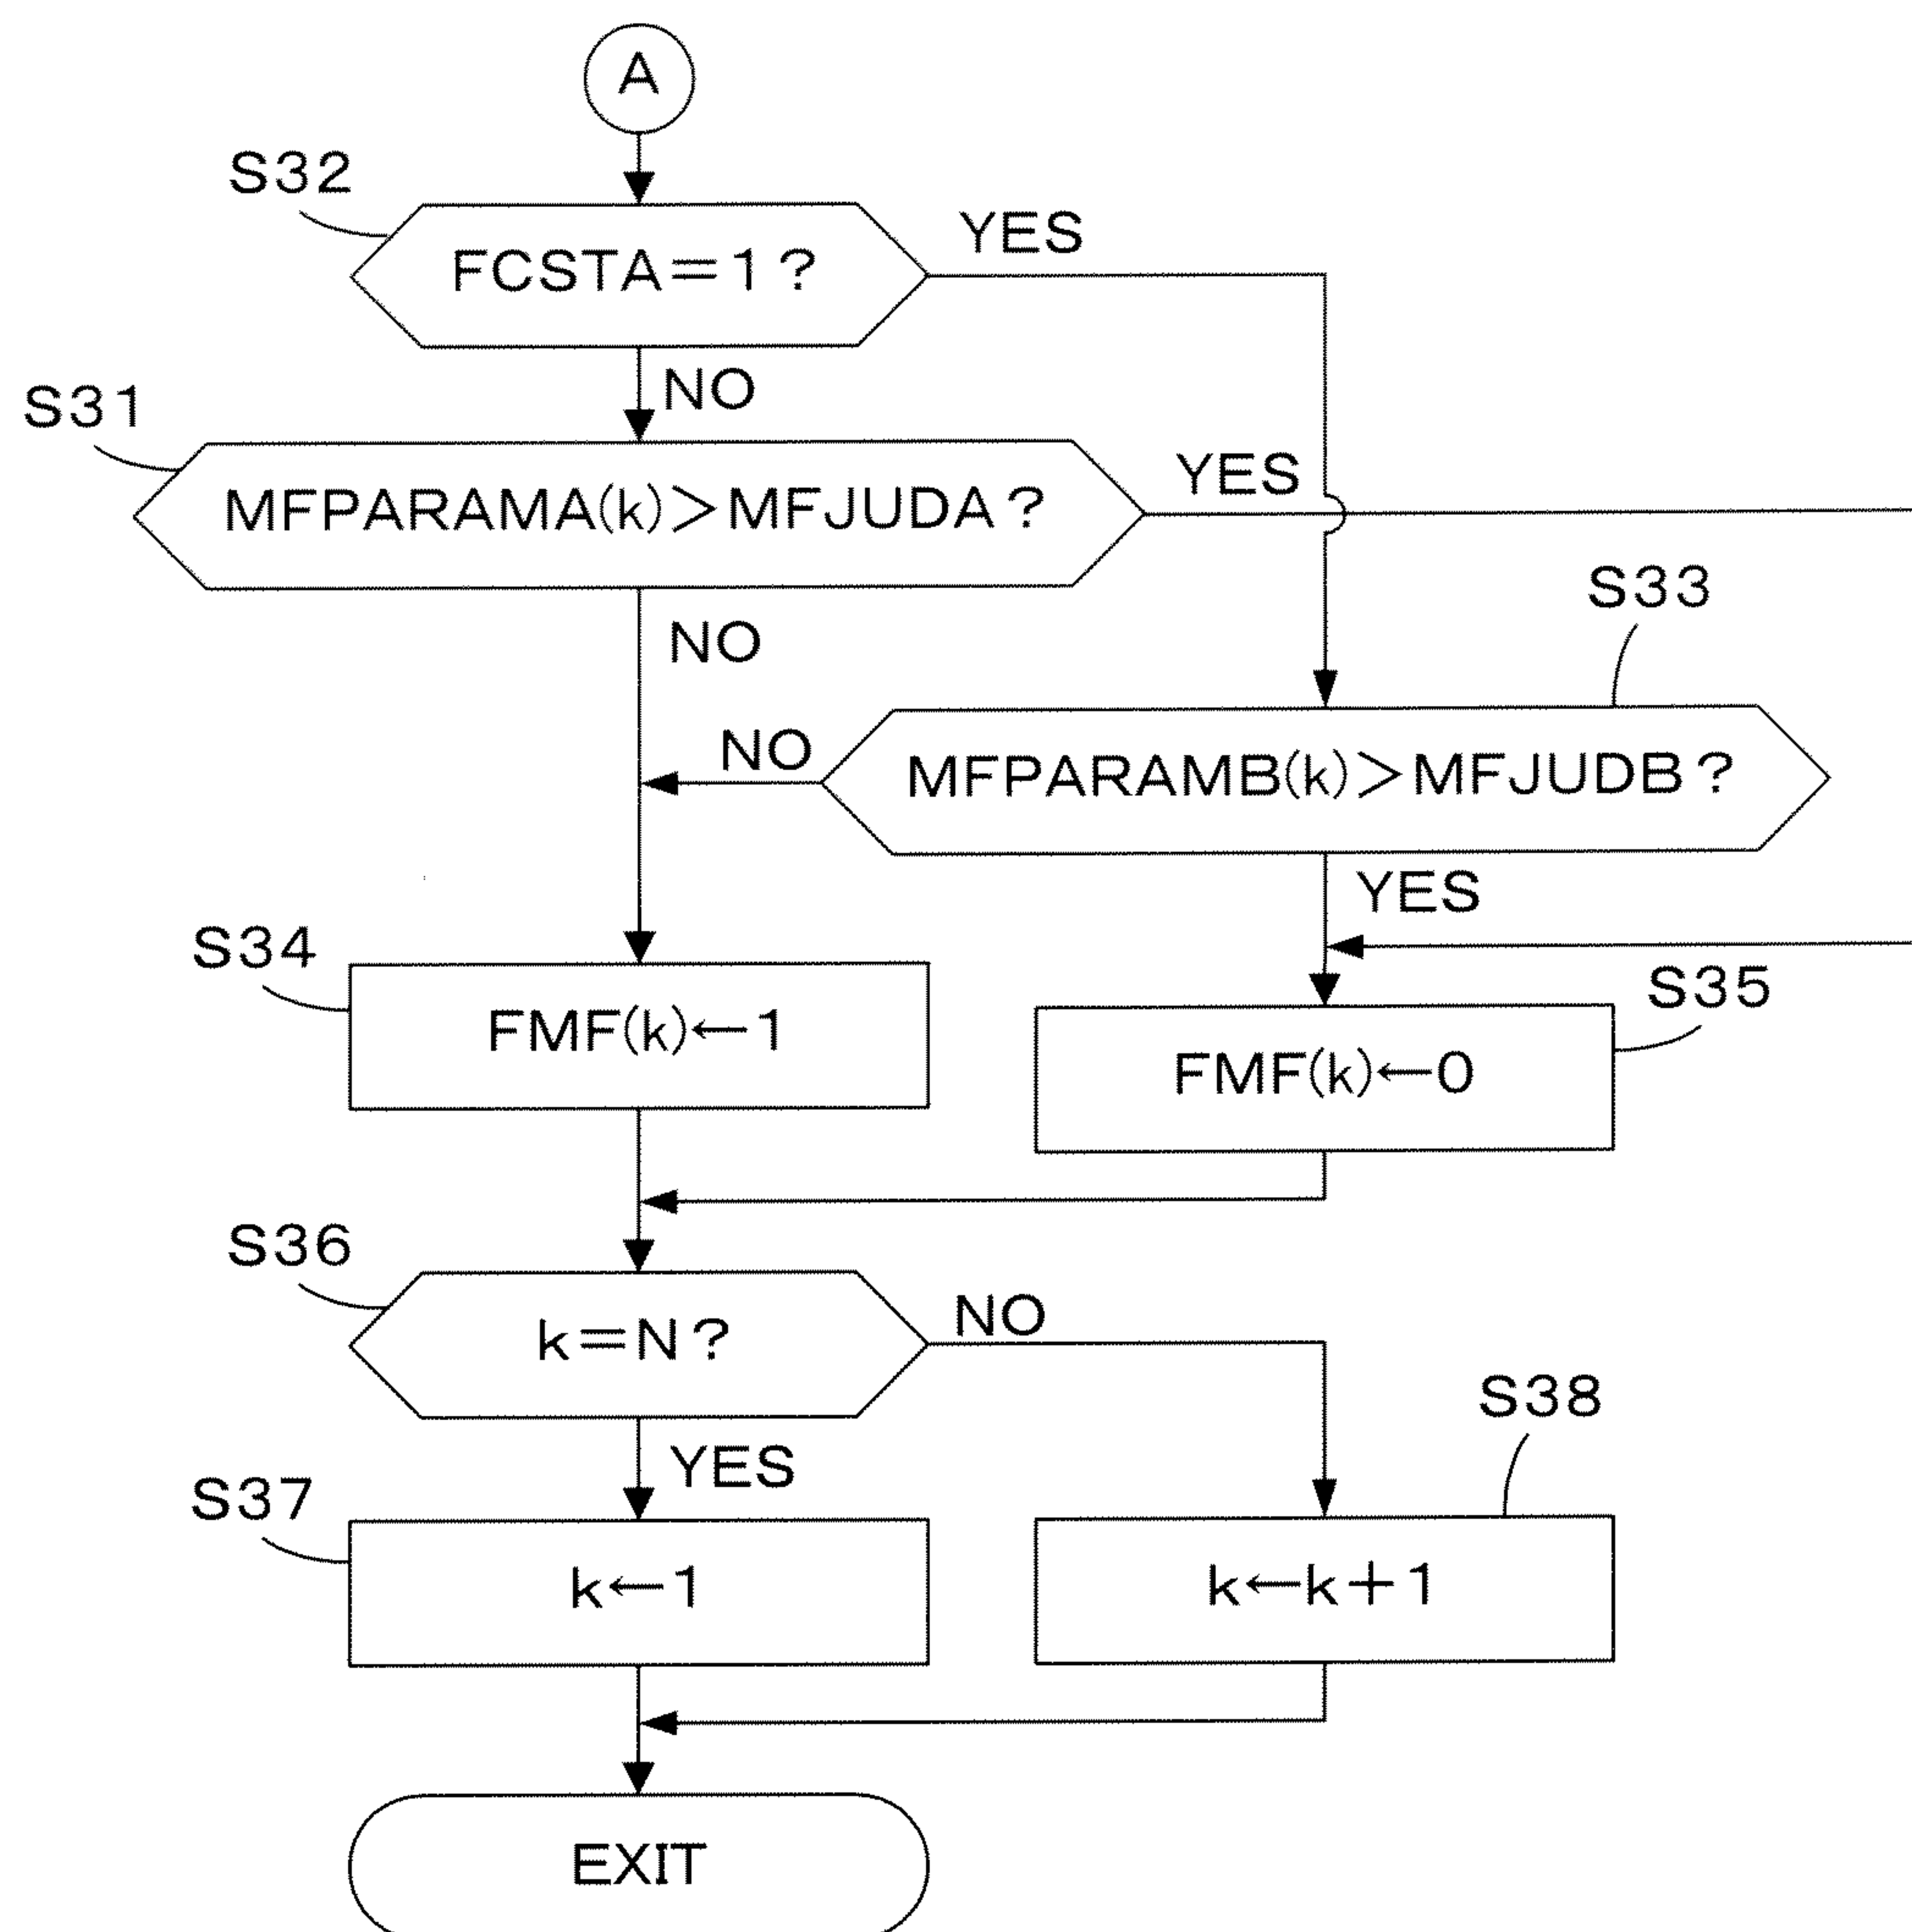 A
S32
FCSTA=1?
YES
NO
S31
MFPARAMA(k)>MFJUDA?
YES
NO
S33
MFPARAMB(k)>MFJUDB?
NO
YES
S34
FMF(k)←1
S35
FMF(k)←0
S36
k=N?
NO
YES
S37
k←1
S38
k←k+1
EXIT